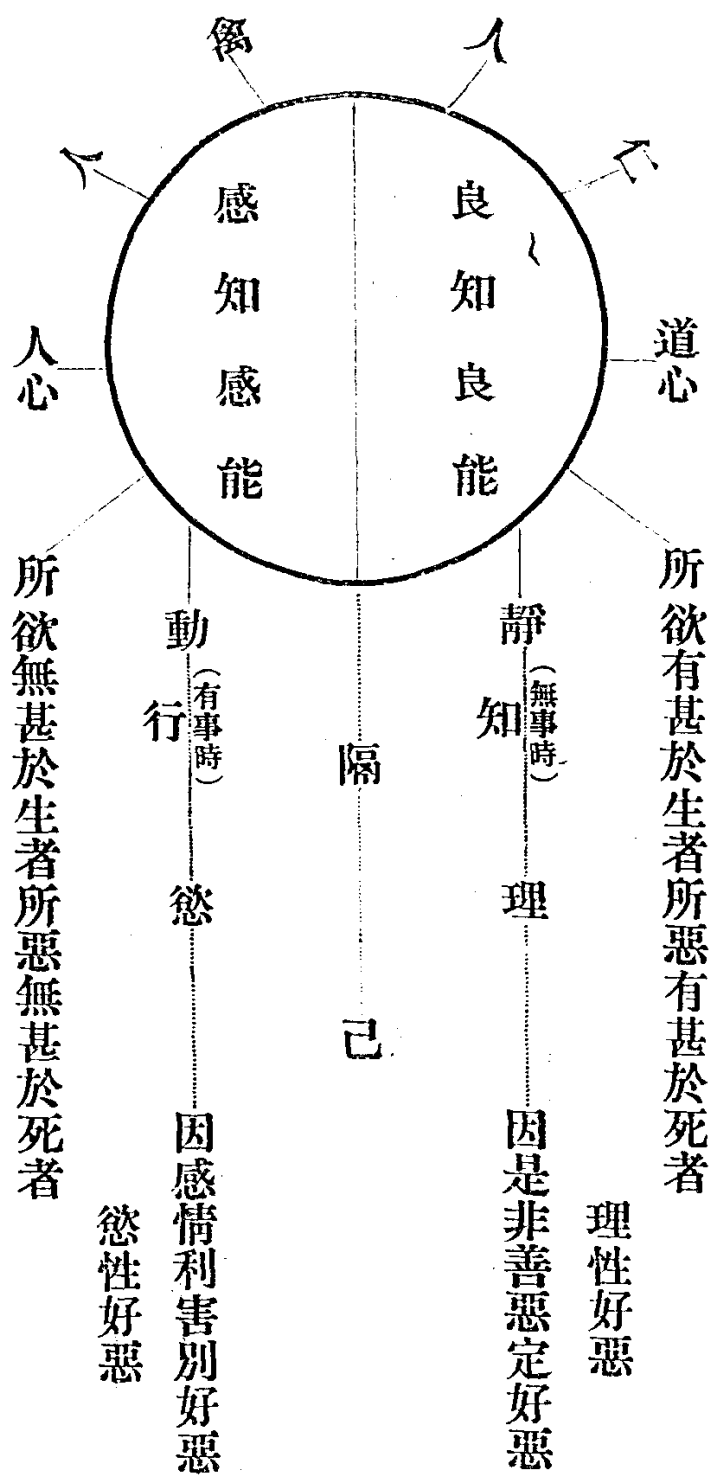 人
仁
道心
所欲有甚於生者所惡有甚於死者
良知良能
靜
(無事時)
知
理
因是非善惡定好惡
理性好惡
隔
己
禽
人
人心
感知感能
動
(有事時)
行
慾
因感情利害別好惡
慾性好惡
所欲無甚於生者所惡無甚於死者